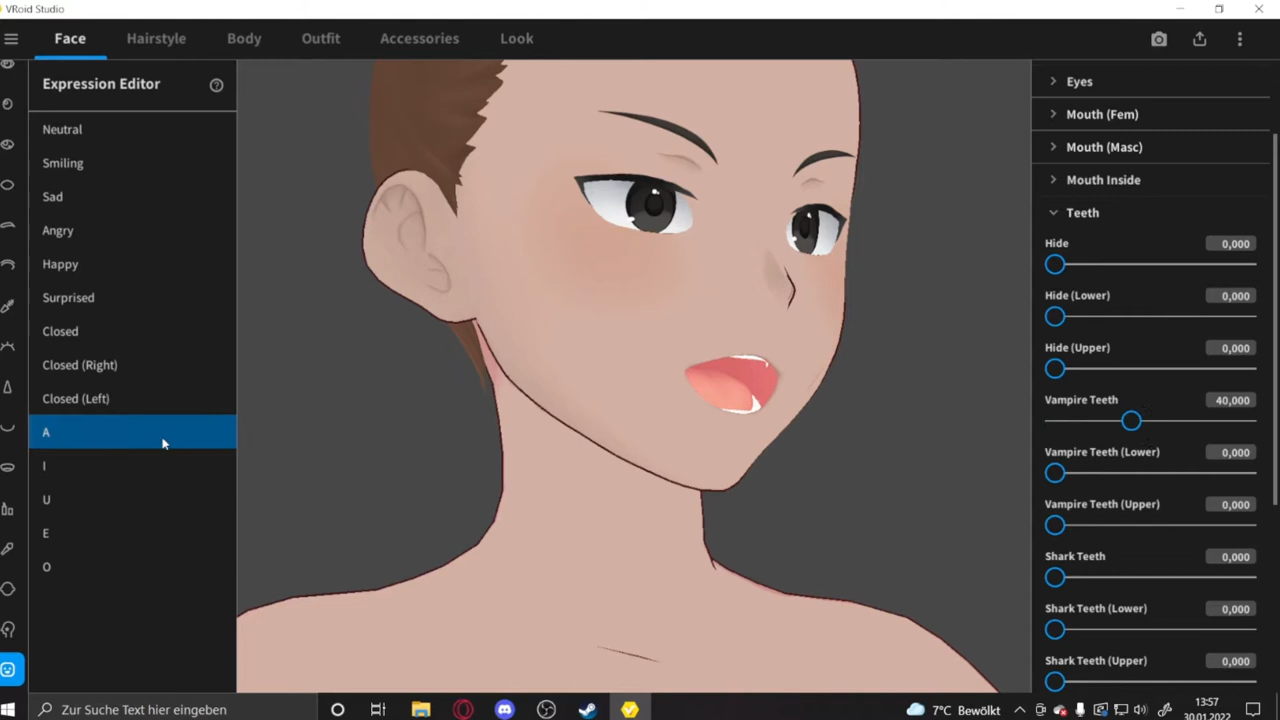 VRoid Studio
Face Hairstyle Body Outfit Accessories Look
Expression Editor
Neutral
Smiling
Sad
Angry
Happy
Surprised
Closed
Closed (Right)
Closed (Left)
A
I
U
E
O
Eyes
Mouth (Fem)
Mouth (Masc)
Mouth Inside
Teeth
Hide 0,000
Hide (Lower) 0,000
Hide (Upper) 0,000
Vampire Teeth 40,000
Vampire Teeth (Lower) 0,000
Vampire Teeth (Upper) 0,000
Shark Teeth 0,000
Shark Teeth (Lower) 0,000
Shark Teeth (Upper) 0,000
Zur Suche Text hier eingeben
7°C Bewölkt
13:57
30.01.2022